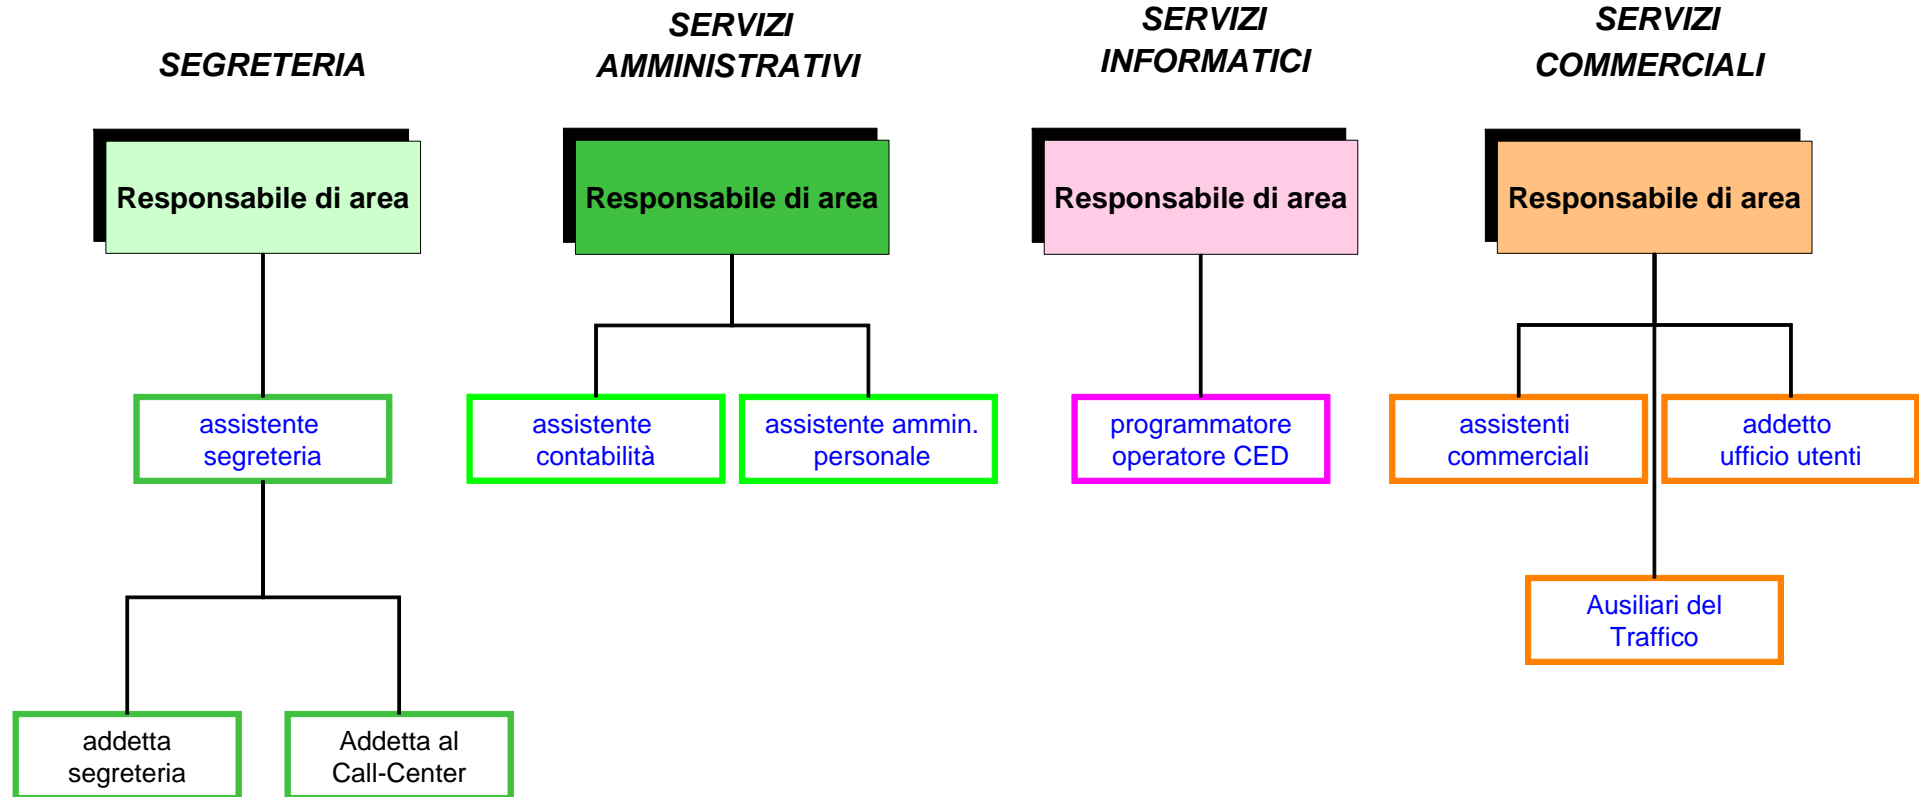 SEGRETERIA
SERVIZI
AMMINISTRATIVI
SERVIZI
INFORMATICI
SERVIZI
COMMERCIALI
Responsabile di area
Responsabile di area
Responsabile di area
Responsabile di area
assistente
segreteria
assistente
contabilità
assistente ammin.
personale
programmatore
operatore CED
assistenti
commerciali
addetto
ufficio utenti
Ausiliari del
Traffico
addetta
segreteria
Addetta al
Call-Center